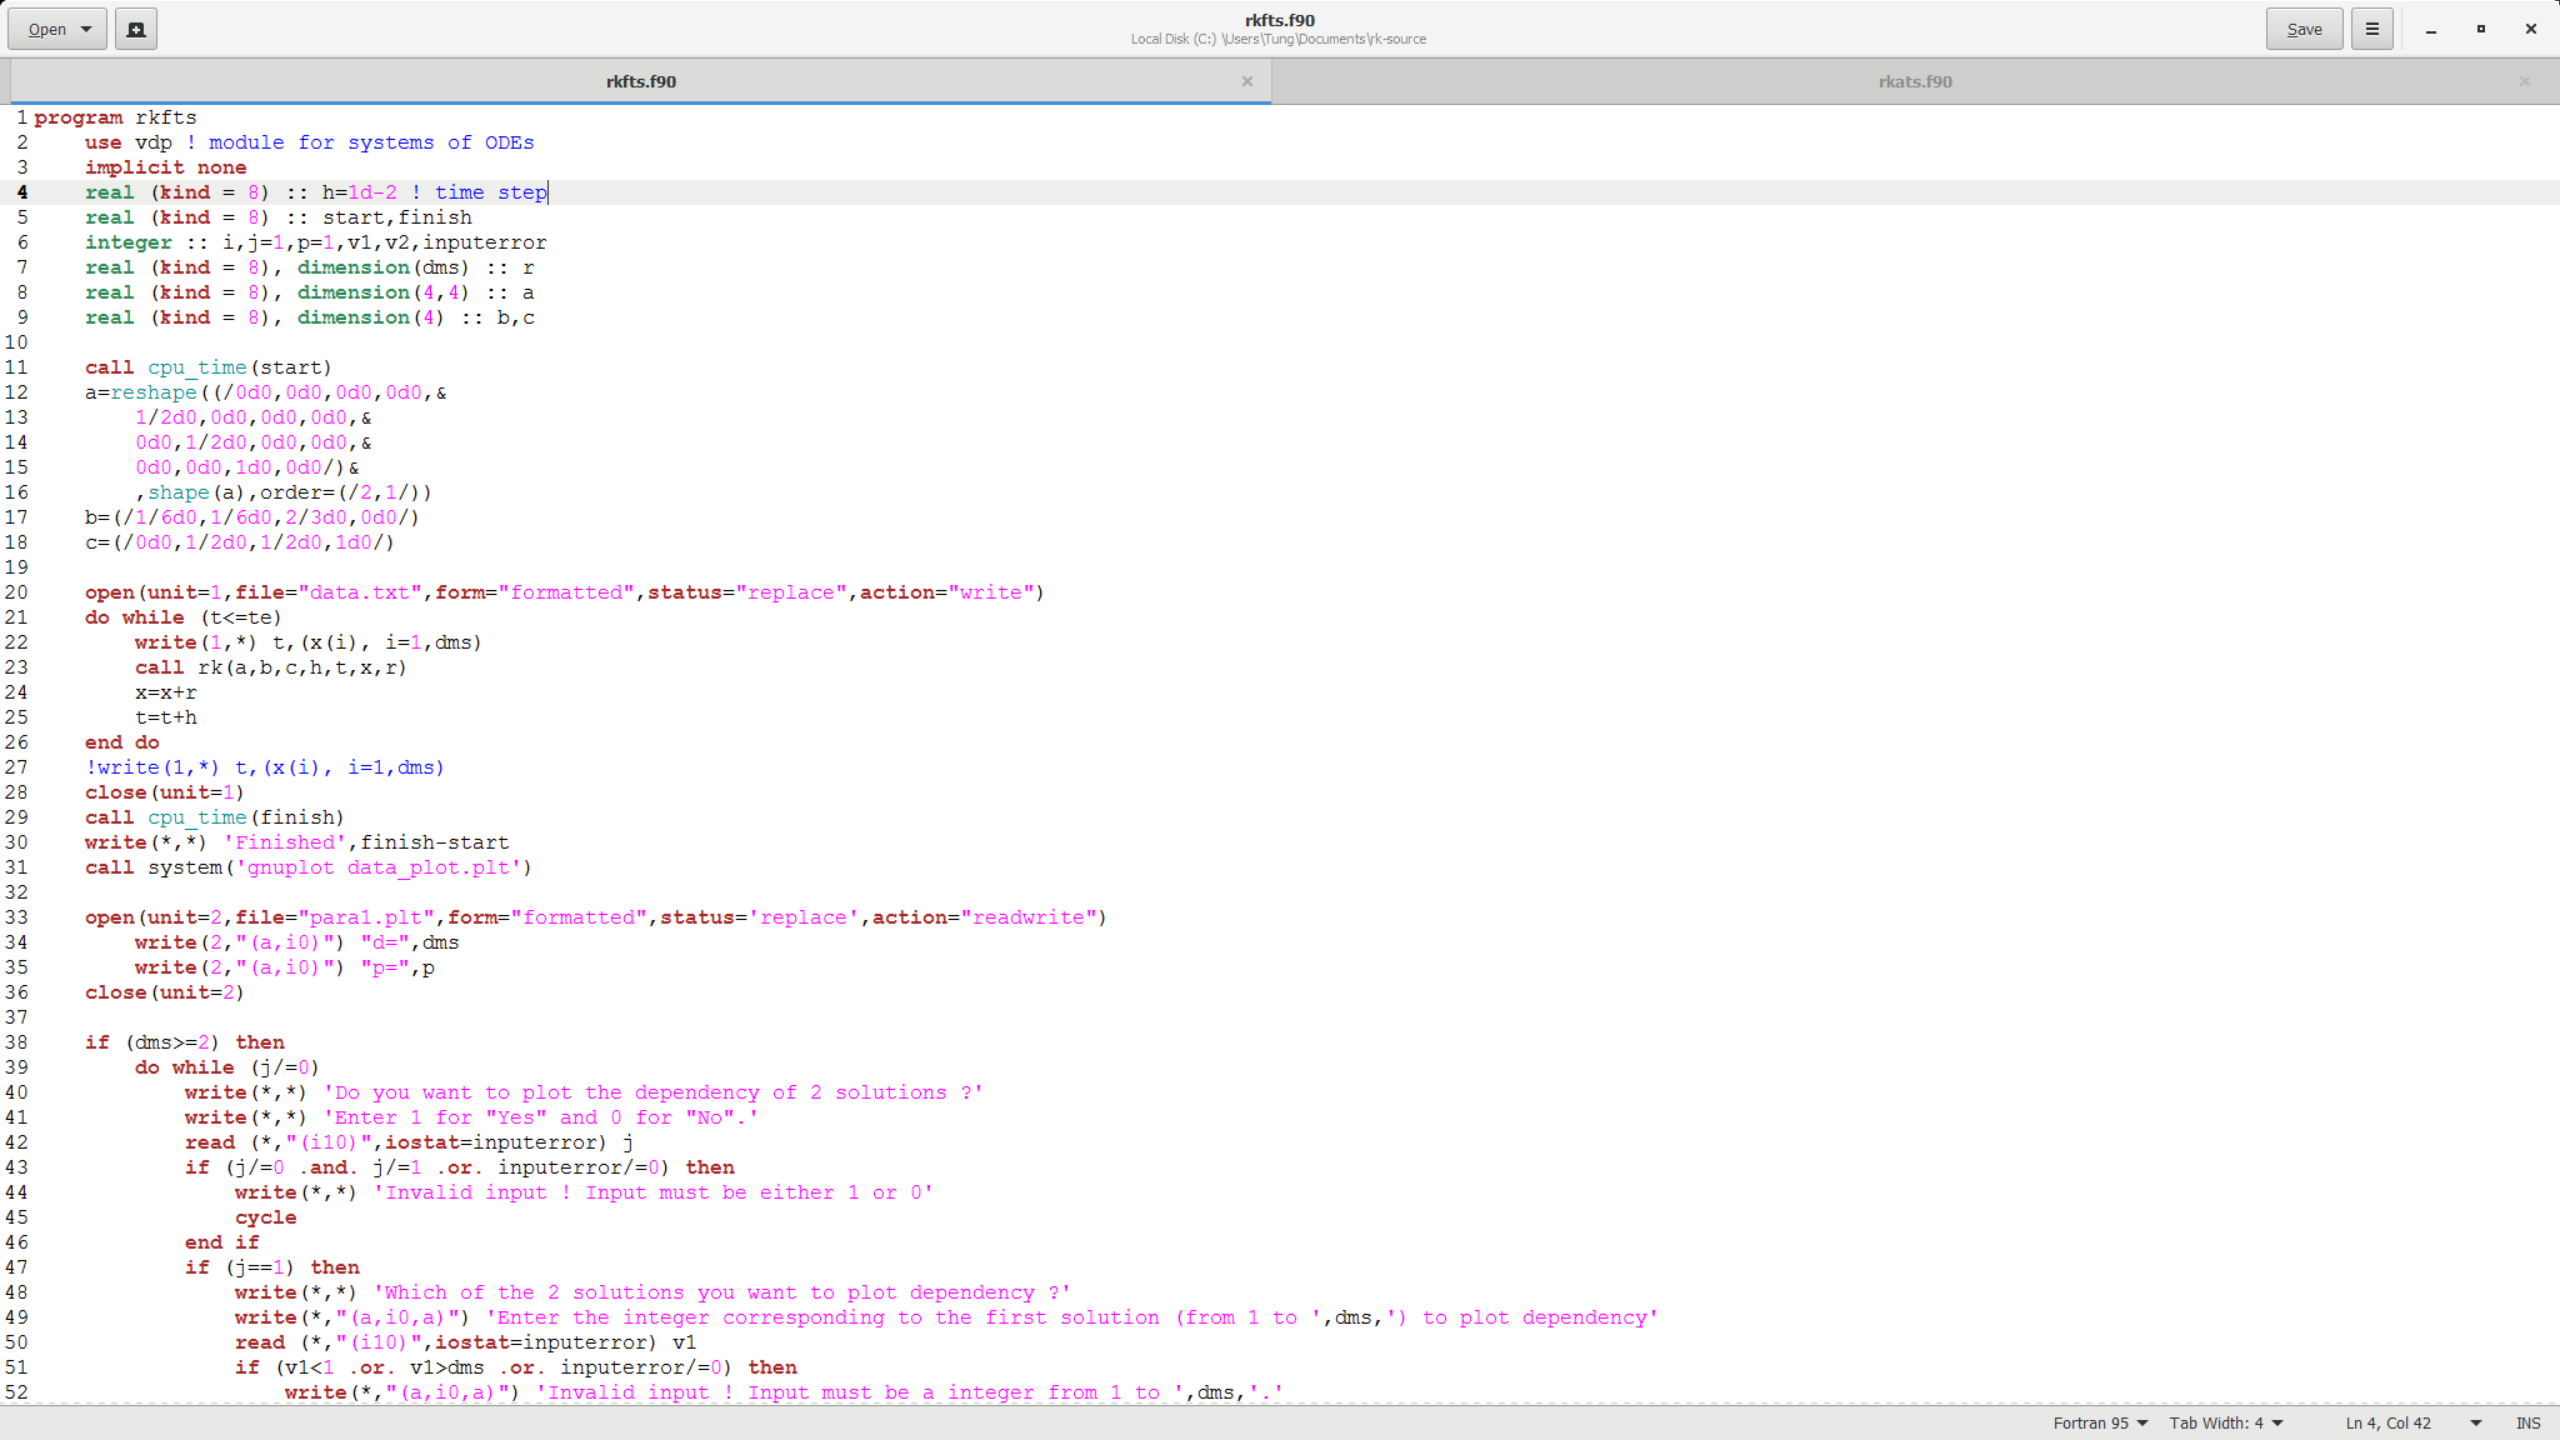 Open
rkfts.f90
Local Disk (C:) \Users\Tung\Documents\rk-source
Save
rkfts.f90
rkats.f90
1 program rkfts
2     use vdp ! module for systems of ODEs
3     implicit none
4     real (kind = 8) :: h=1d-2 ! time step
5     real (kind = 8) :: start,finish
6     integer :: i,j=1,p=1,v1,v2,inputerror
7     real (kind = 8), dimension(dms) :: r
8     real (kind = 8), dimension(4,4) :: a
9     real (kind = 8), dimension(4) :: b,c
10
11     call cpu_time(start)
12     a=reshape((/0d0,0d0,0d0,0d0,&
13         1/2d0,0d0,0d0,0d0,&
14         0d0,1/2d0,0d0,0d0,&
15         0d0,0d0,1d0,0d0/)&
16         ,shape(a),order=(/2,1/))
17     b=(/1/6d0,1/6d0,2/3d0,0d0/)
18     c=(/0d0,1/2d0,1/2d0,1d0/)
19
20     open(unit=1,file="data.txt",form="formatted",status="replace",action="write")
21     do while (t<=te)
22         write(1,*) t,(x(i), i=1,dms)
23         call rk(a,b,c,h,t,x,r)
24         x=x+r
25         t=t+h
26     end do
27     !write(1,*) t,(x(i), i=1,dms)
28     close(unit=1)
29     call cpu_time(finish)
30     write(*,*) 'Finished',finish-start
31     call system('gnuplot data_plot.plt')
32
33     open(unit=2,file="para1.plt",form="formatted",status='replace',action="readwrite")
34         write(2,"(a,i0)") "d=",dms
35         write(2,"(a,i0)") "p=",p
36     close(unit=2)
37
38     if (dms>=2) then
39         do while (j/=0)
40             write(*,*) 'Do you want to plot the dependency of 2 solutions ?'
41             write(*,*) 'Enter 1 for "Yes" and 0 for "No".'
42             read (*,"(i10)",iostat=inputerror) j
43             if (j/=0 .and. j/=1 .or. inputerror/=0) then
44                 write(*,*) 'Invalid input ! Input must be either 1 or 0'
45                 cycle
46             end if
47             if (j==1) then
48                 write(*,*) 'Which of the 2 solutions you want to plot dependency ?'
49                 write(*,"(a,i0,a)") 'Enter the integer corresponding to the first solution (from 1 to ',dms,') to plot dependency'
50                 read (*,"(i10)",iostat=inputerror) v1
51                 if (v1<1 .or. v1>dms .or. inputerror/=0) then
52                     write(*,"(a,i0,a)") 'Invalid input ! Input must be a integer from 1 to ',dms,'.'
Fortran 95 Tab Width: 4 Ln 4, Col 42 INS